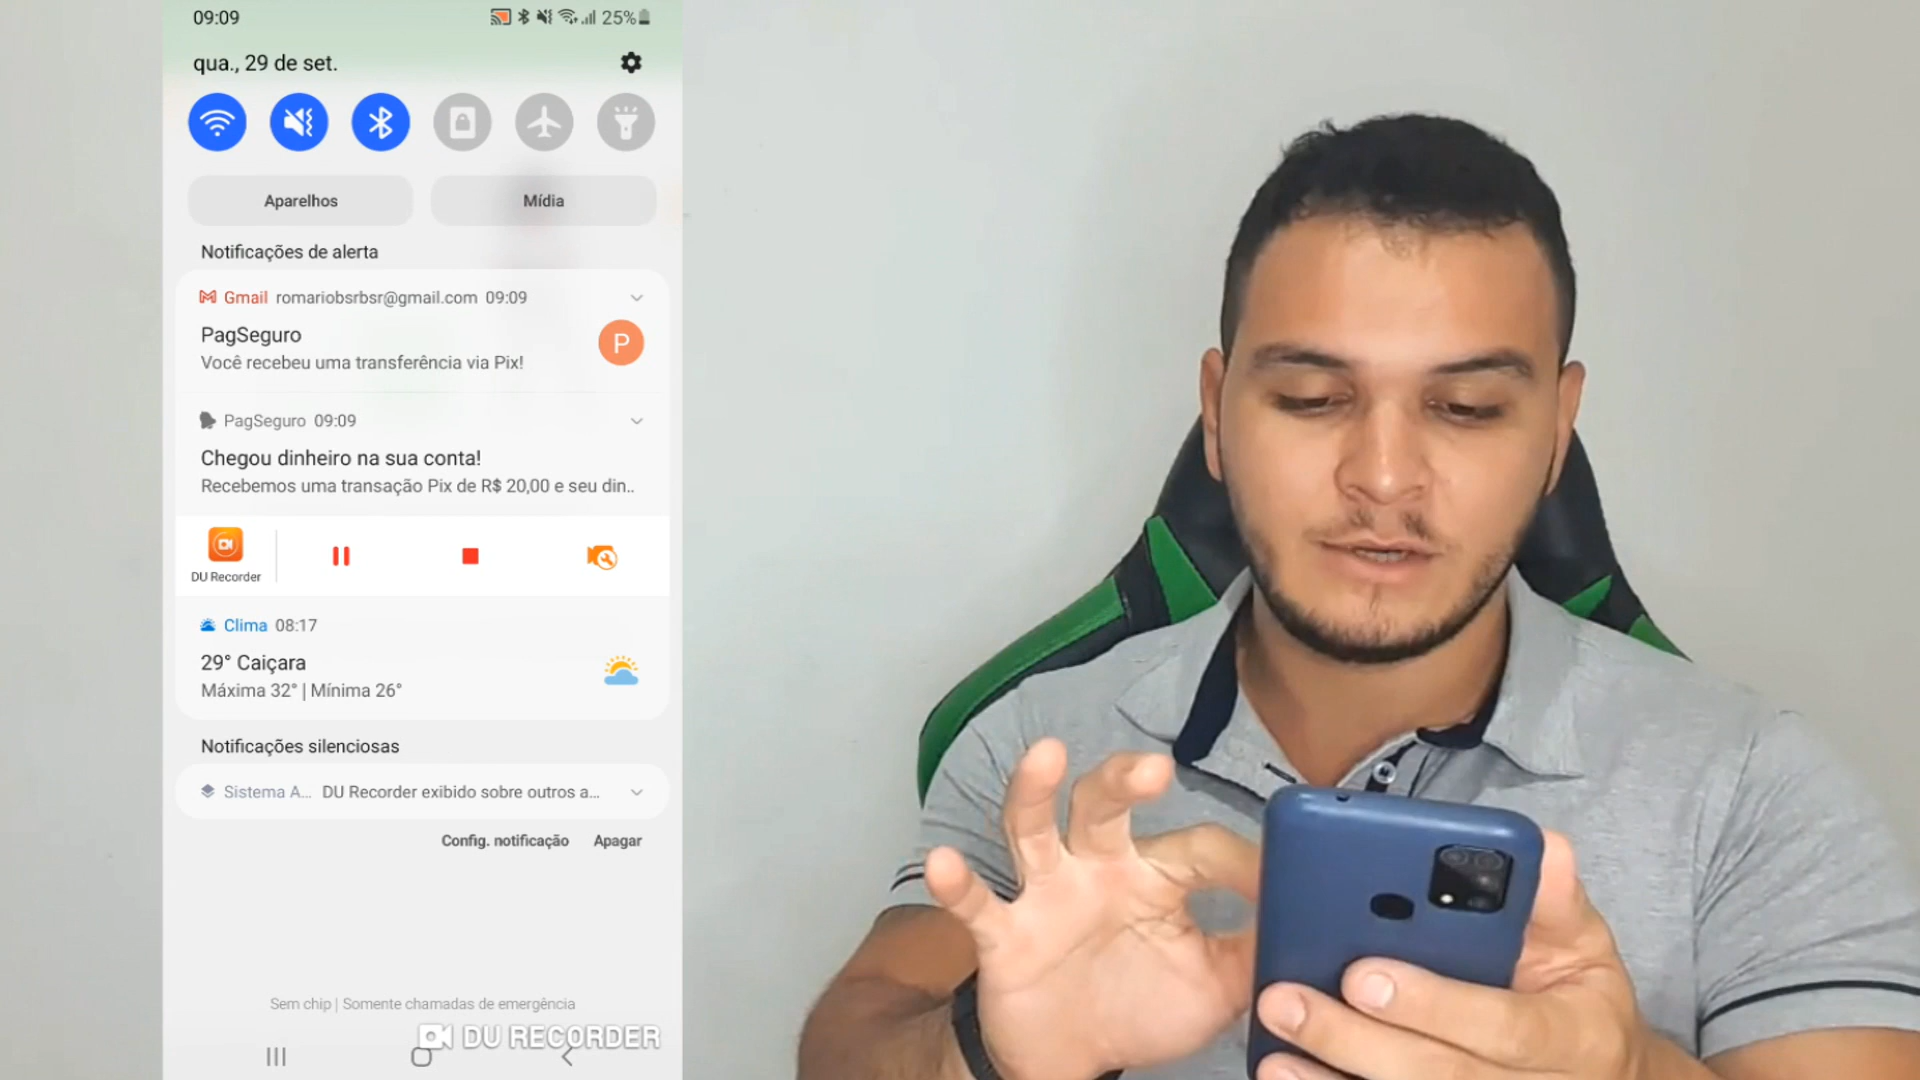 09:09
25%
qua., 29 de set.
Aparelhos
Mídia
Notificações de alerta
Gmail romariobsrbsr@gmail.com 09:09
PagSeguro
P
Você recebeu uma transferência via Pix!
PagSeguro 09:09
Chegou dinheiro na sua conta!
Recebemos uma transação Pix de R$ 20,00 e seu din..
DU Recorder
Clima 08:17
29° Caiçara
Máxima 32° | Mínima 26°
Notificações silenciosas
Sistema A... DU Recorder exibido sobre outros a...
Config. notificação
Apagar
Sem chip | Somente chamadas de emergência
DU RECORDER